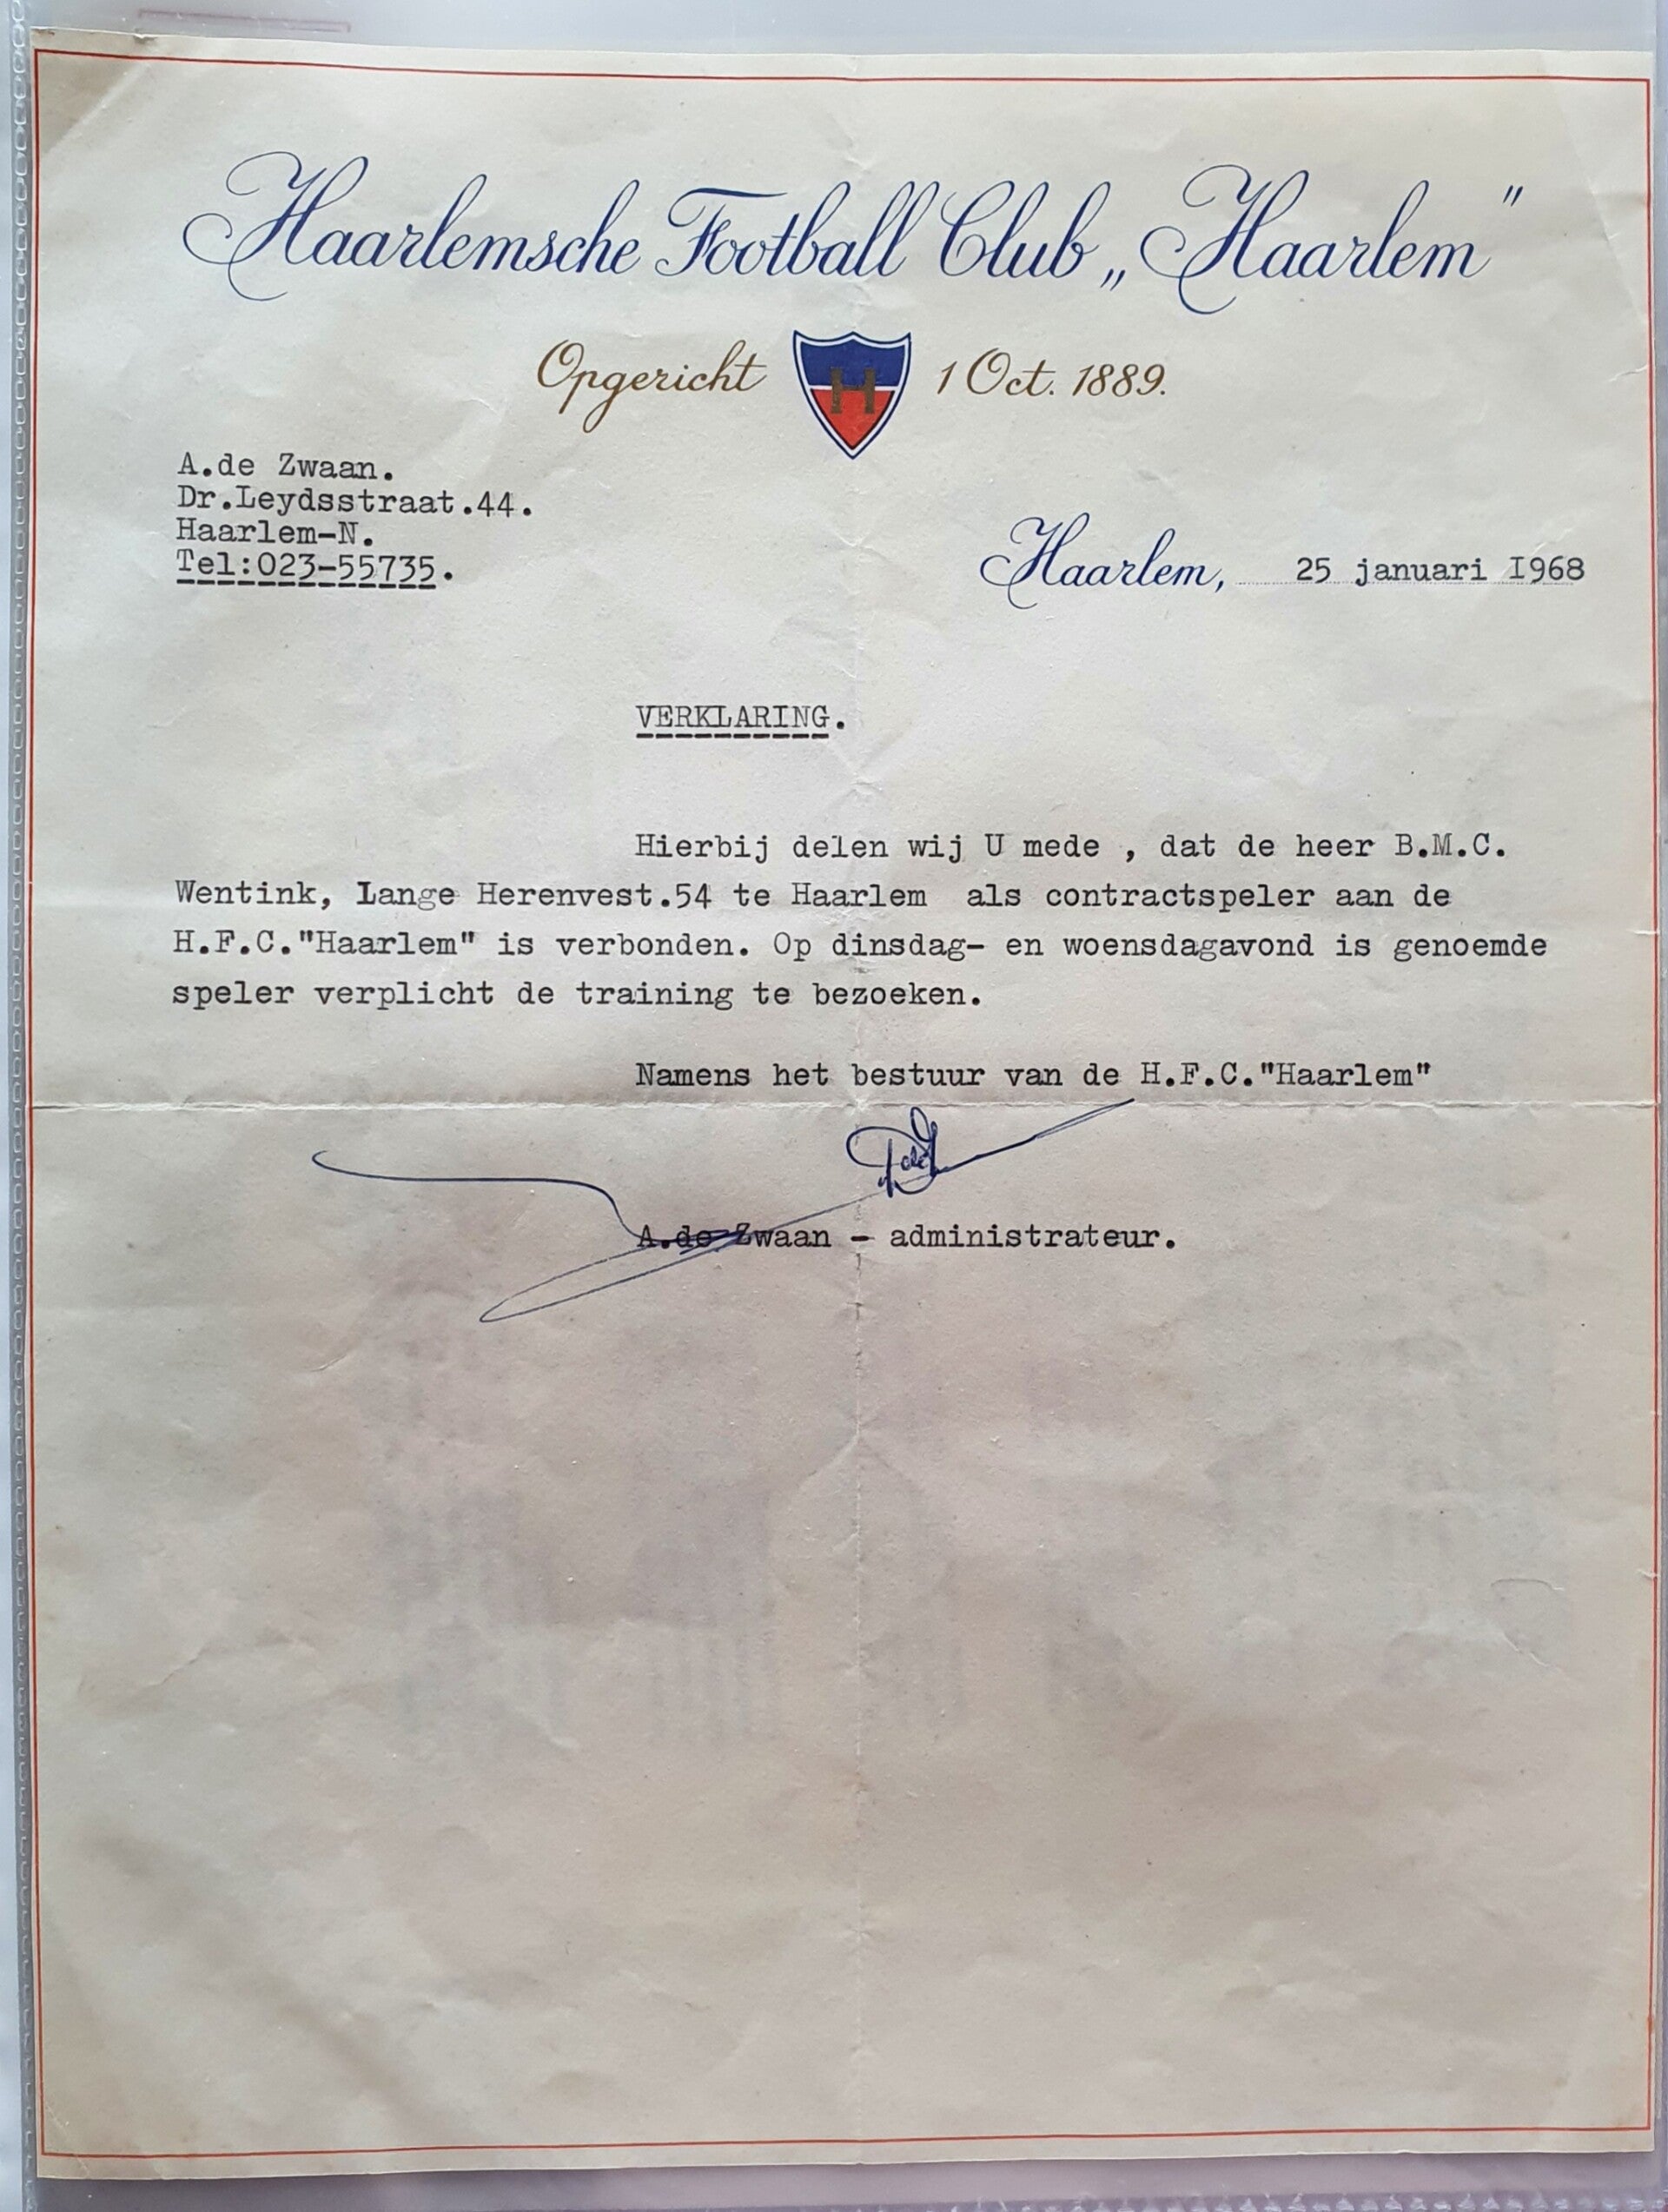 Haarlemsche Football Club „Haarlem"
Opgericht H 1 Oct. 1889.
A.de Zwaan.
Dr.Leydsstraat.44.
Haarlem-N.
Tel:023-55735.
Haarlem, 25 januari I968
VERKLARING.
Hierbij delen wij U mede , dat de heer B.M.C.
Wentink, Lange Herenvest.54 te Haarlem als contractspeler aan de
H.F.C."Haarlem" is verbonden. Op dinsdag- en woensdagavond is genoemde
speler verplicht de training te bezoeken.
Namens het bestuur van de H.F.C."Haarlem"
A.de Zwaan - administrateur.